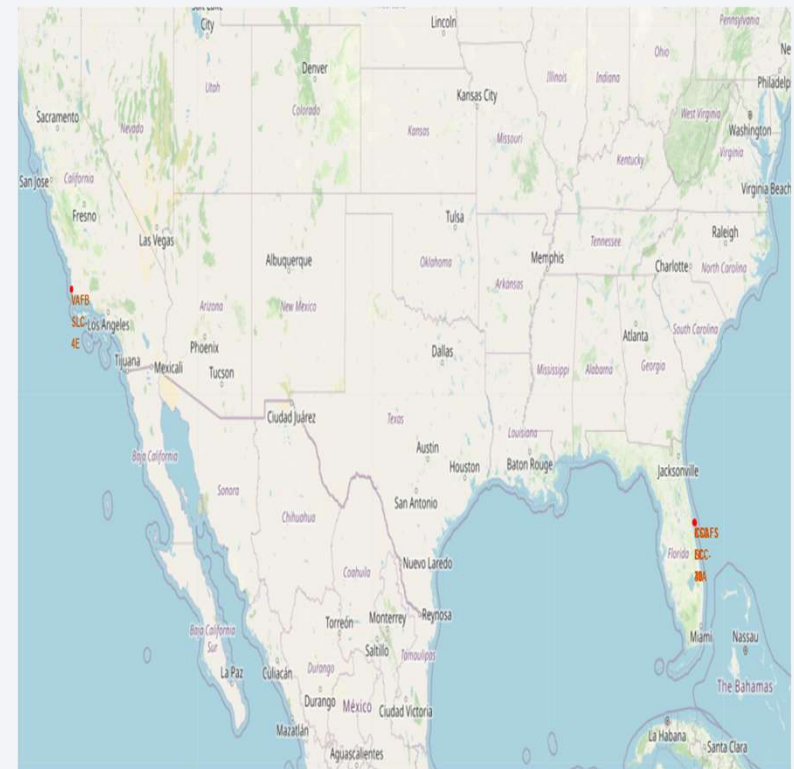 City
Lincoln
Pennsylvania
Ohio
Denver
Utah
Illinois
Indiana
Kansas City
Colorado
Sacramento
Nevada
Kansas
Missouri
West Virginia
Washington
Virginia
Kentucky
San Jose
California
Virginia Beach
Fresno
Tulsa
Las Vegas
Raleigh
Tennessee
Albuquerque
Oklahoma
Memphis
Charlotte
North Carolina
Arkansas
VAFB
SLC-
4E
Arizona
New Mexico
Los Angeles
South Carolina
Atlanta
Phoenix
Dallas
Tijuana
Mexicali
Tucson
Mississippi
Alabama
Georgia
Ciudad Juárez
Texas
Louisiana
Austin
Baja California
Houston
Baton Rouge
Jacksonville
Sonora
San Antonio
Chihuahua
Florida
Nuevo Laredo
Coahuila
Torreón
Monterrey
Reynosa
Baja California
Sur
Saltillo
Tamaulipas
Miami
Nassau
La Paz
Culiacán
Durango
The Bahamas
Durango
México
Ciudad Victoria
Mazatlán
La Habana
Santa Clara
Aguascalientes